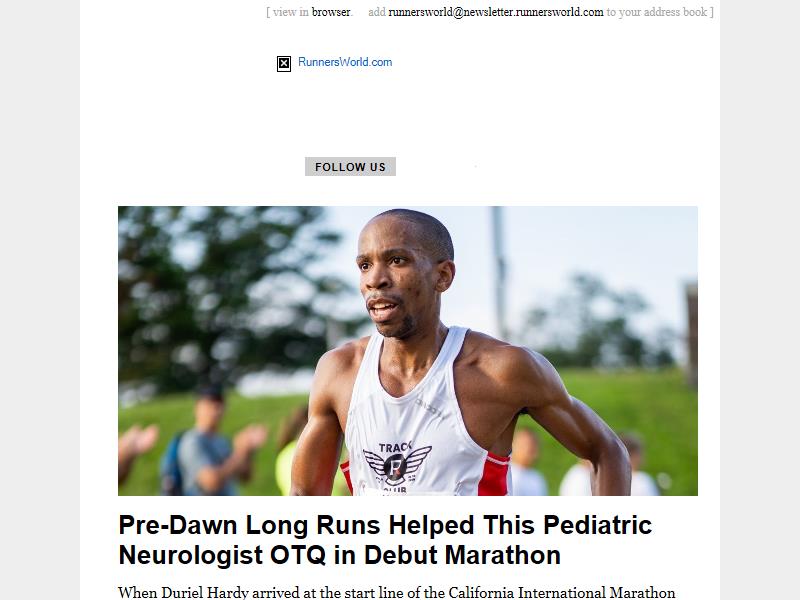 [ view in browser. add runnersworld@newsletter.runnersworld.com to your address book ]
RunnersWorld.com
FOLLOW US
TRACK
R
CLUB
Pre-Dawn Long Runs Helped This Pediatric
Neurologist OTQ in Debut Marathon
When Duriel Hardy arrived at the start line of the California International Marathon